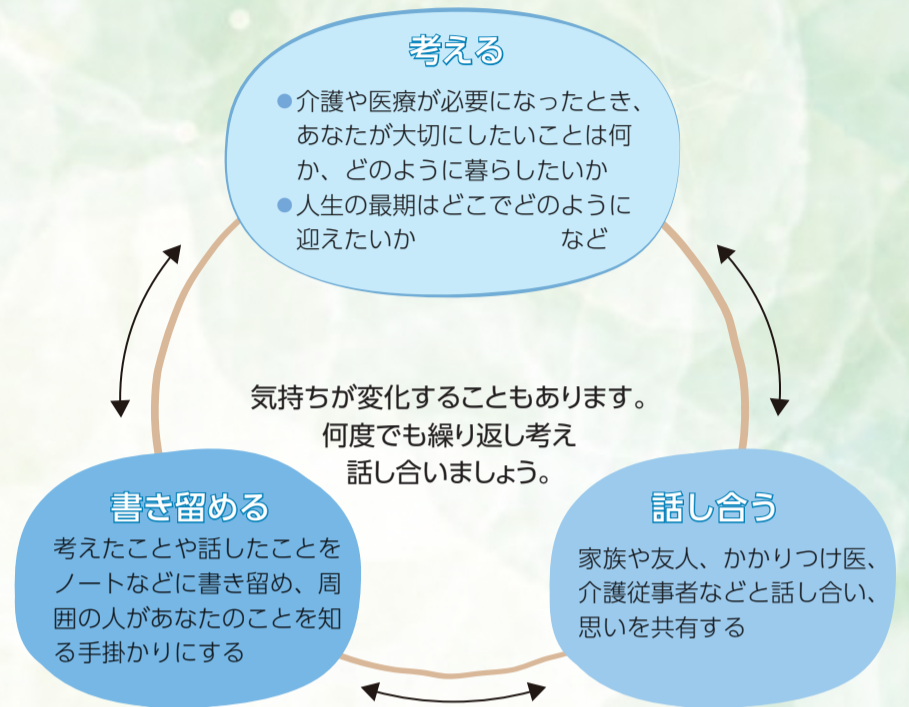 考える
●介護や医療が必要になったとき、
あなたが大切にしたいことは何
か、どのように暮らしたいか
●人生の最期はどこでどのように
迎えたいか　　　　　　など
気持ちが変化することもあります。
何度でも繰り返し考え
話し合いましょう。
書き留める
考えたことや話したことを
ノートなどに書き留め、周
囲の人があなたのことを知
る手掛かりにする
話し合う
家族や友人、かかりつけ医、
介護従事者などと話し合い、
思いを共有する